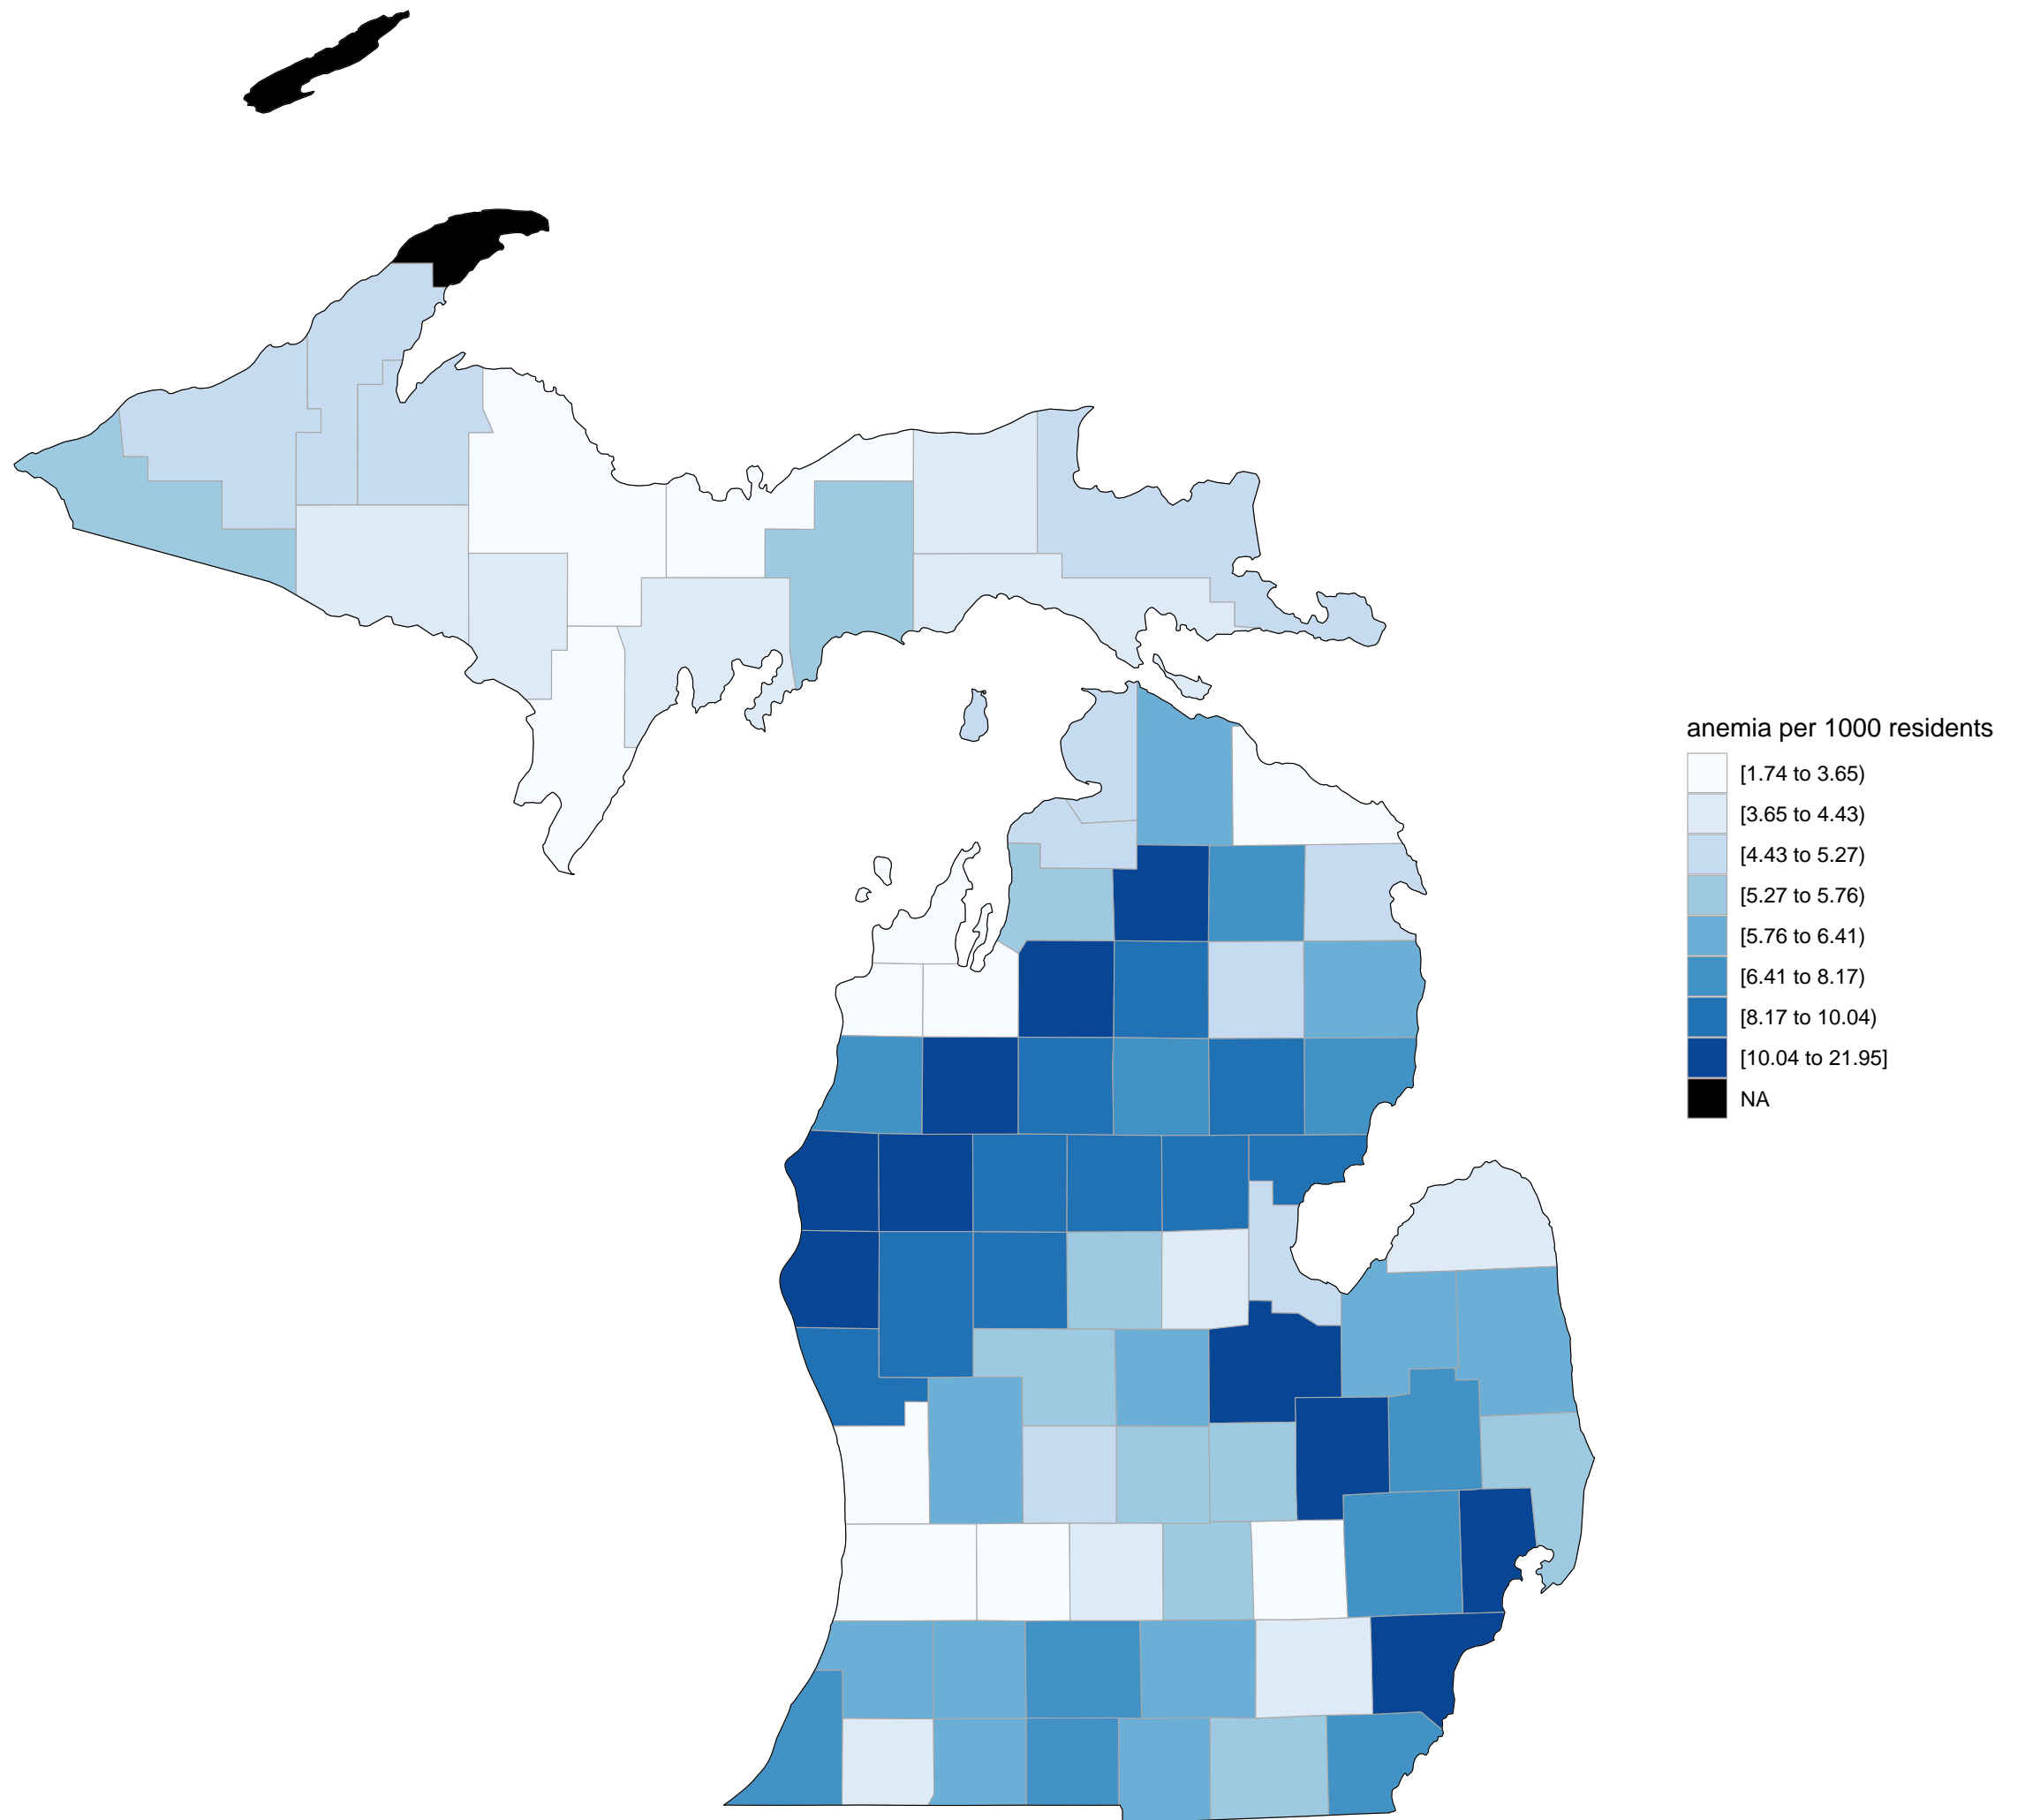 anemia per 1000 residents
[1.74 to 3.65)
[3.65 to 4.43)
[4.43 to 5.27)
[5.27 to 5.76)
[5.76 to 6.41)
[6.41 to 8.17)
[8.17 to 10.04)
[10.04 to 21.95]
NA